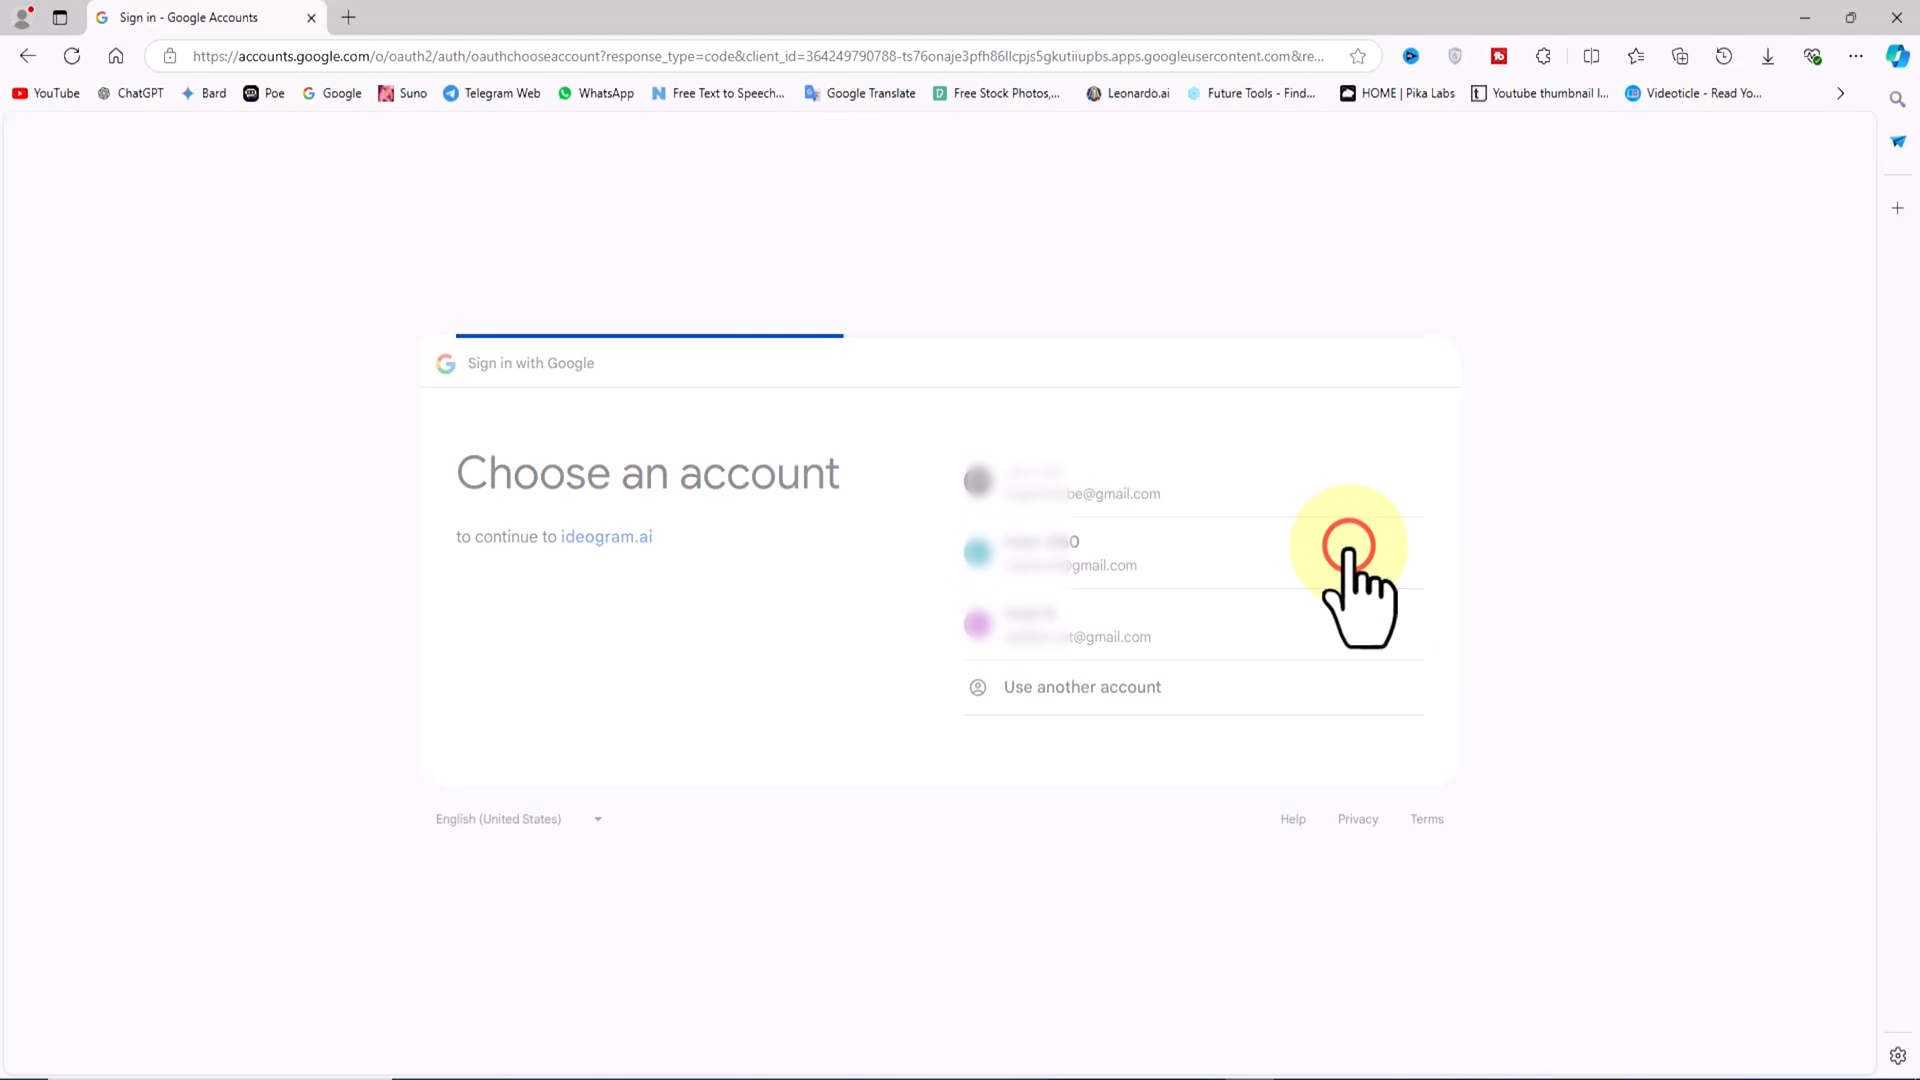 Sign in - Google Accounts
https://accounts.google.com/o/oauth2/auth/oauthchooseaccount?response_type=code&client_id=364249790788-ts76onaje3pfh86llcpjs5gkutiiupbs.apps.googleusercontent.com&re...
YouTube ChatGPT Bard Poe Google Suno Telegram Web WhatsApp Free Text to Speech... Google Translate Free Stock Photos,... Leonardo.ai Future Tools - Find... HOME | Pika Labs Youtube thumbnail I... Videoticle - Read Yo...
Sign in with Google
Choose an account
to continue to ideogram.ai
be@gmail.com
@gmail.com
t@gmail.com
Use another account
English (United States)
Help Privacy Terms